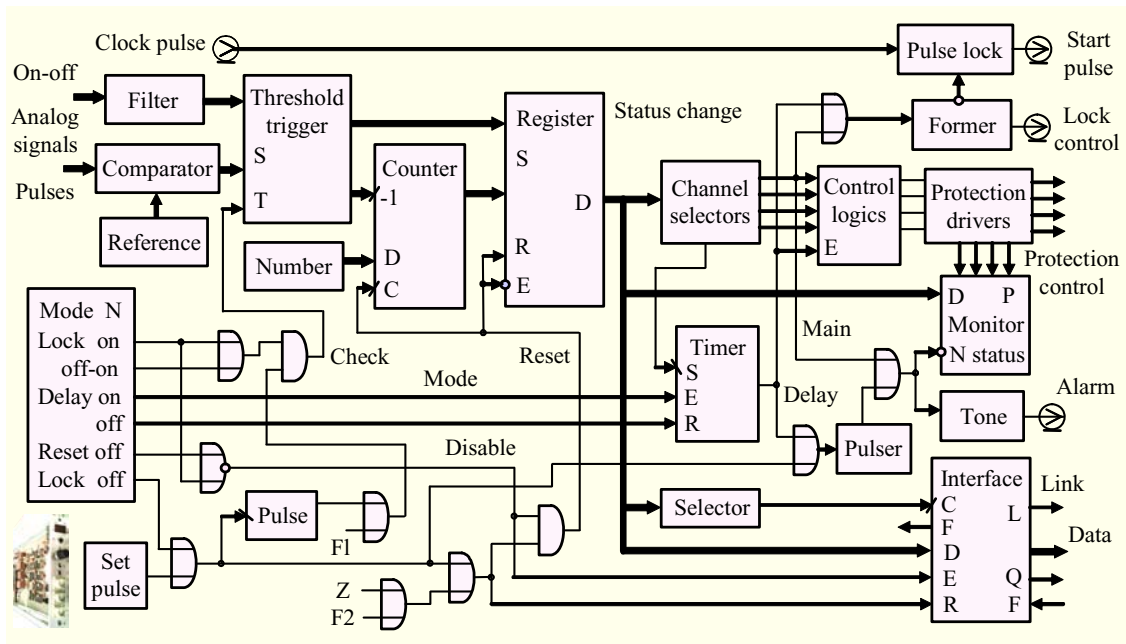 Clock pulse
Pulse lock
Start
pulse
On-off
Filter
Threshold
trigger
S
T
Analog
signals
Pulses
Comparator
Reference
Counter
-1
D
C
Number
Register
S
D
R
E
Status change
Former
Lock
control
Channel
selectors
Control
logics
E
Protection
drivers
Protection
control
D P
Monitor
N status
Mode N
Lock on
off-on
Delay on
off
Reset off
Lock off
Check
Mode
Reset
Disable
Timer
S
E
R
Main
Delay
Pulser
Tone
Alarm
Pulse
F1
Set
pulse
Z
F2
Selector
Interface
C
L
F
D
E
Q
R
F
Link
Data